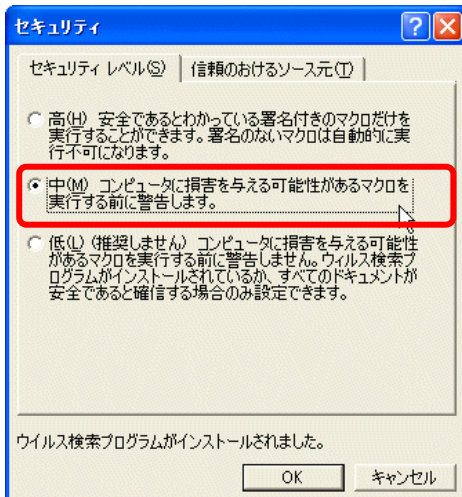 セキュリティ
セキュリティ レベル(S)
信頼のおけるソース元(T)
高(H) 安全であるとわかっている署名付きのマクロだけを
実行することができます。署名のないマクロは自動的に実
行不可になります。
中(M) コンピュータに損害を与える可能性があるマクロを
実行する前に警告します。
低(L) (推奨しません) コンピュータに損害を与える可能性
があるマクロを実行する前に警告しません。ウィルス検索プ
ログラムがインストールされているか、すべてのドキュメントが
安全であると確信する場合のみ設定できます。
ウイルス検索プログラムがインストールされました。
OK
キャンセル